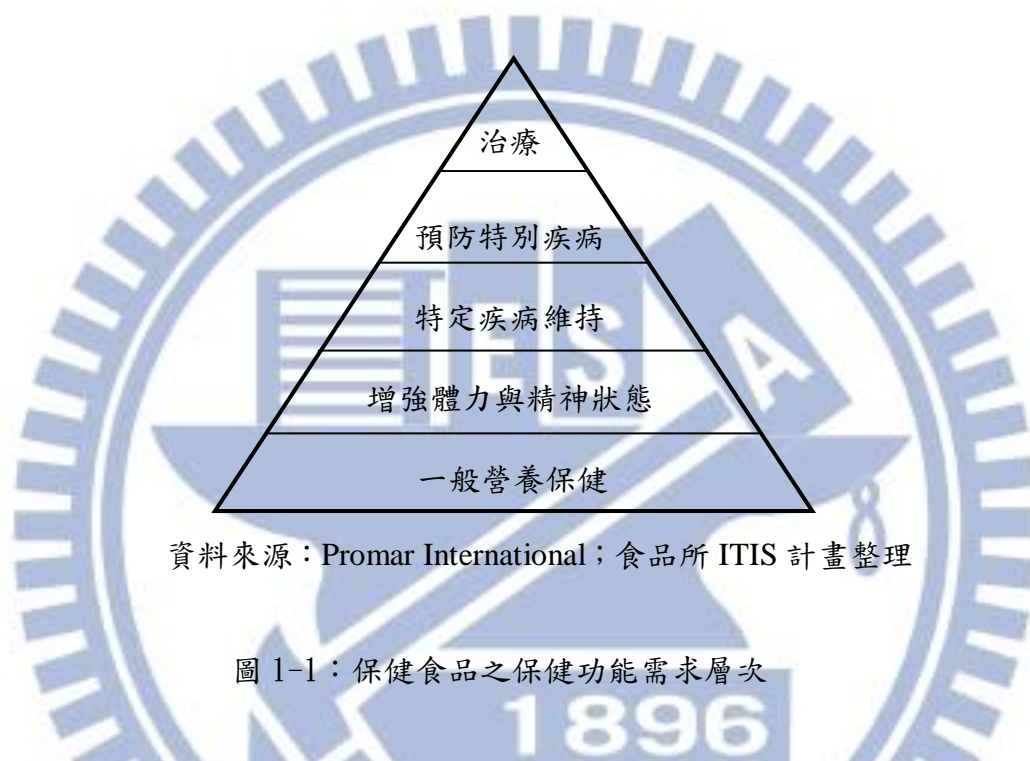 治療
預防特別疾病
特定疾病維持
增強體力與精神狀態
一般營養保健
資料來源：Promar International；食品所 ITIS 計畫整理
圖 1-1：保健食品之保健功能需求層次
ESA
1896